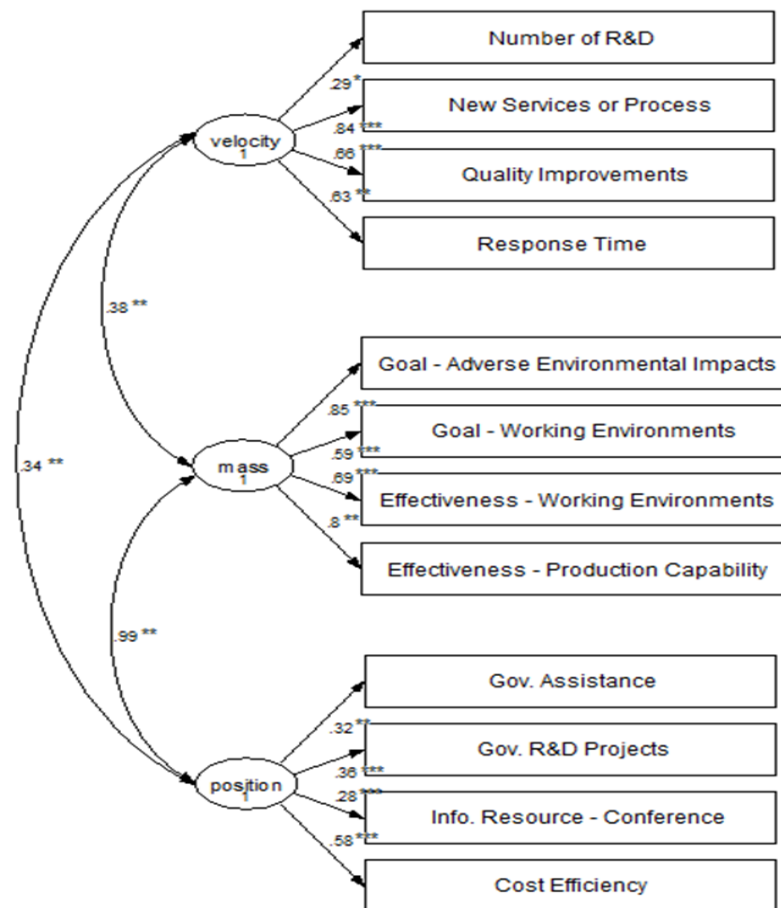 Number of R&D
.29 *
New Services or Process
.84 ***
velocity
1
.66 ***
Quality Improvements
.63 **
Response Time
.38 **
Goal - Adverse Environmental Impacts
.85 ***
Goal - Working Environments
.59 ***
.34 **
mass
1
.69 ***
Effectiveness - Working Environments
.8 **
Effectiveness - Production Capability
.99 **
Gov. Assistance
.32 **
Gov. R&D Projects
.36 ***
position
1
.28 ***
Info. Resource - Conference
.58 ***
Cost Efficiency